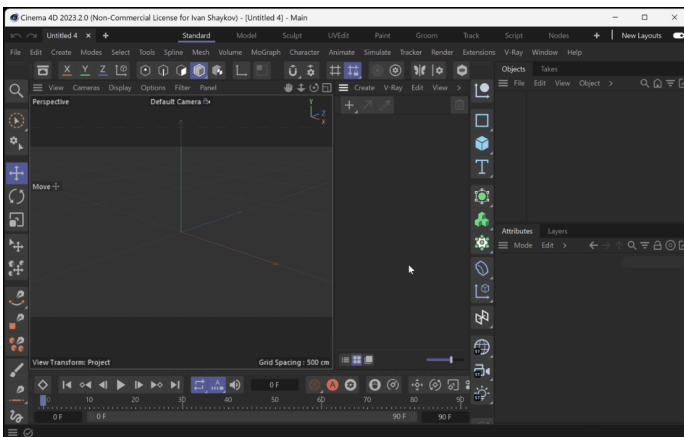 Cinema 4D 2023.2.0 (Non-Commercial License for Ivan Shaykov) - [Untitled 4] - Main
Untitled 4 × + Standard Model Sculpt UVEdit Paint Groom Track Script Nodes + New Layouts
File Edit Create Modes Select Tools Spline Mesh Volume MoGraph Character Animate Simulate Tracker Render Extensions V-Ray Window Help
X Y Z
Objects Takes
View Cameras Display Options Filter Panel
Create V-Ray Edit View >
File Edit View Object >
Perspective
Default Camera
Y
Z
X
Move
T
Attributes Layers
Mode Edit >
View Transform: Project
Grid Spacing : 500 cm
0 F
0 10 20 30 40 50 60 70 80 90
0 F 0 F 90 F 90 F